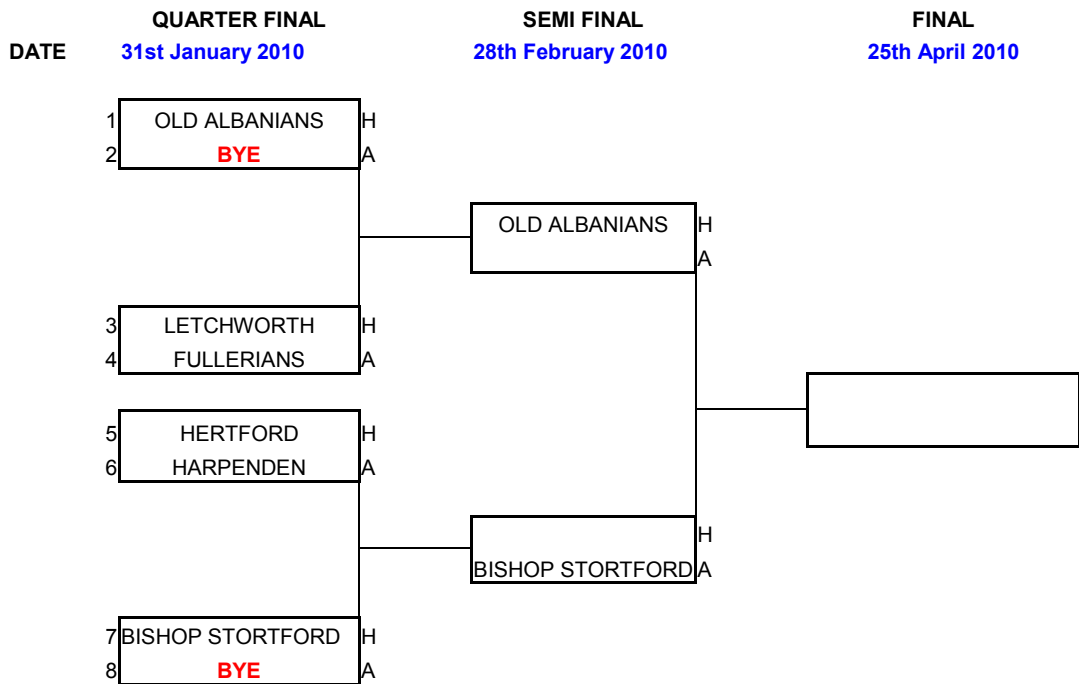 QUARTER FINAL SEMI FINAL FINAL
DATE 31st January 2010 28th February 2010 25th April 2010
1 OLD ALBANIANS H
2 BYE A
OLD ALBANIANS H
A
3 LETCHWORTH H
4 FULLERIANS A
5 HERTFORD H
6 HARPENDEN A
H
BISHOP STORTFORD A
7 BISHOP STORTFORD H
8 BYE A